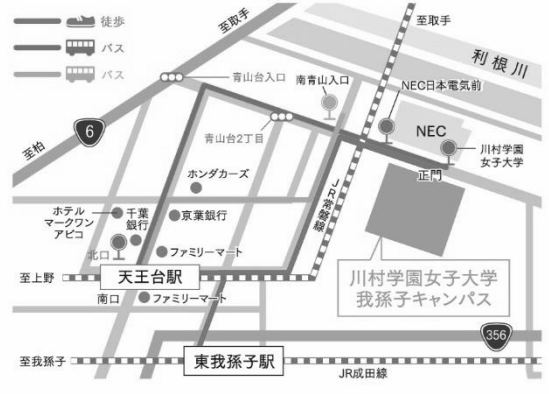 徒歩
バス
バス
至取手
至取手
利根川
青山台入口
南青山入口
NEC日本電気前
6
青山台2丁目
NEC
川村学園
女子大学
至柏
正門
ホンダカーズ
JR常磐線
ホテル
マークワン
アビコ
千葉
銀行
京葉銀行
北口
ファミリーマート
川村学園女子大学
我孫子キャンパス
至上野
天王台駅
南口
ファミリーマート
356
至我孫子
東我孫子駅
JR成田線